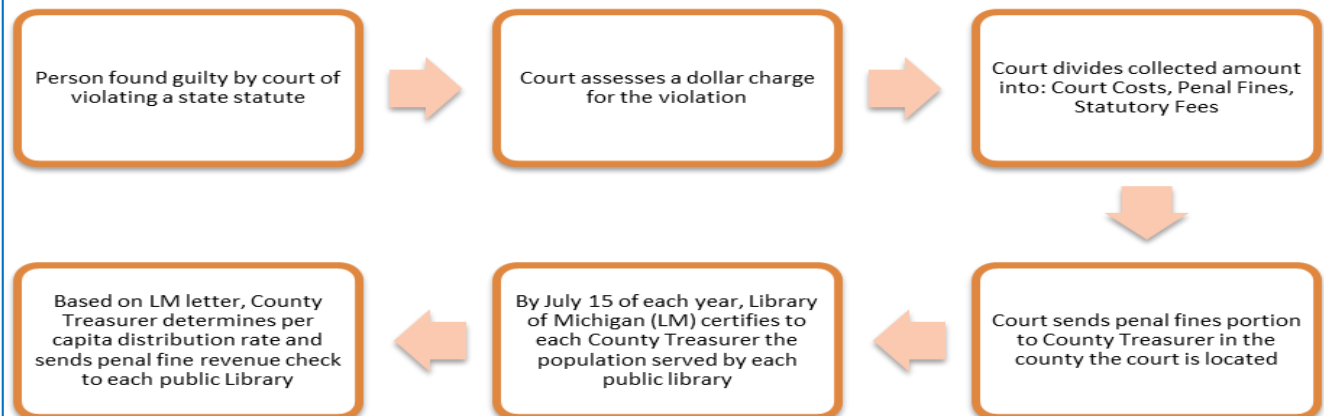 Person found guilty by court of
violating a state statute
Court assesses a dollar charge
for the violation
Court divides collected amount
into: Court Costs, Penal Fines,
Statutory Fees
Court sends penal fines portion
to County Treasurer in the
county the court is located
By July 15 of each year, Library
of Michigan (LM) certifies to
each County Treasurer the
population served by each
public library
Based on LM letter, County
Treasurer determines per
capita distribution rate and
sends penal fine revenue check
to each public Library